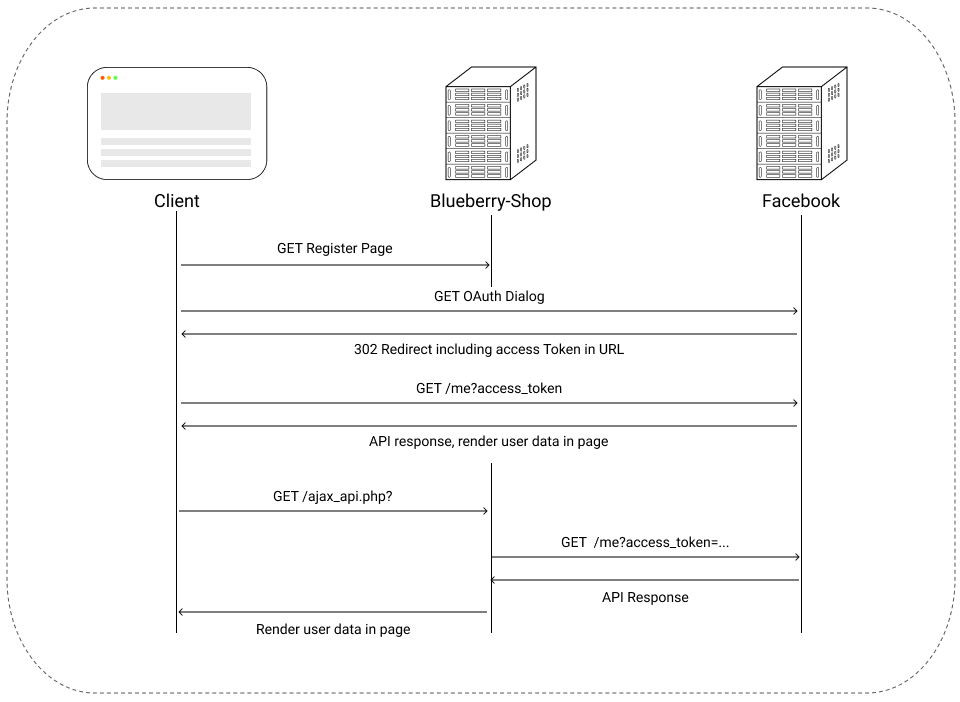 Client
Blueberry-Shop
Facebook
GET Register Page
GET OAuth Dialog
302 Redirect including access Token in URL
GET /me?access_token
API response, render user data in page
GET /ajax_api.php?
GET  /me?access_token=...
API Response
Render user data in page